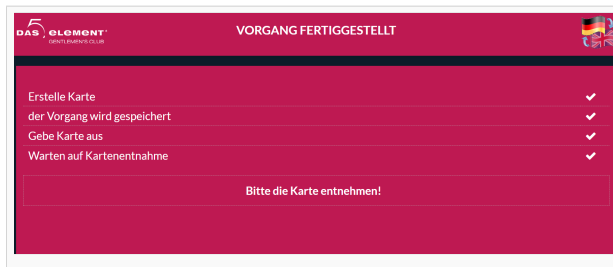 5
DAS ELEMENT
GENTLEMEN'S CLUB
VORGANG FERTIGGESTELLT
Erstelle Karte
der Vorgang wird gespeichert
Gebe Karte aus
Warten auf Kartenentnahme
Bitte die Karte entnehmen!